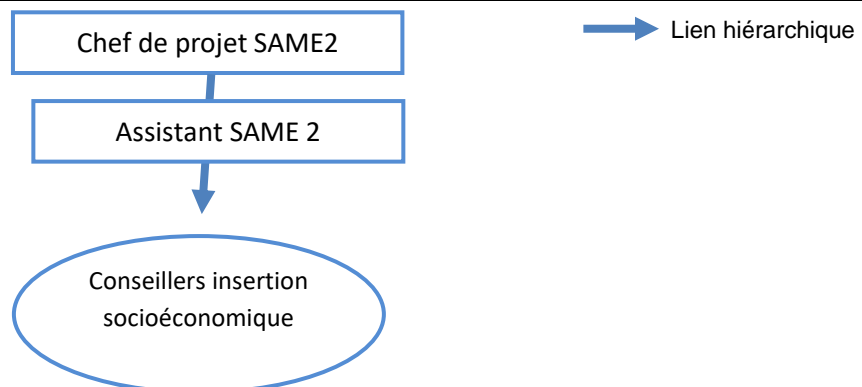 Chef de projet SAME2
Lien hiérarchique
Assistant SAME 2
Conseillers insertion
socioéconomique